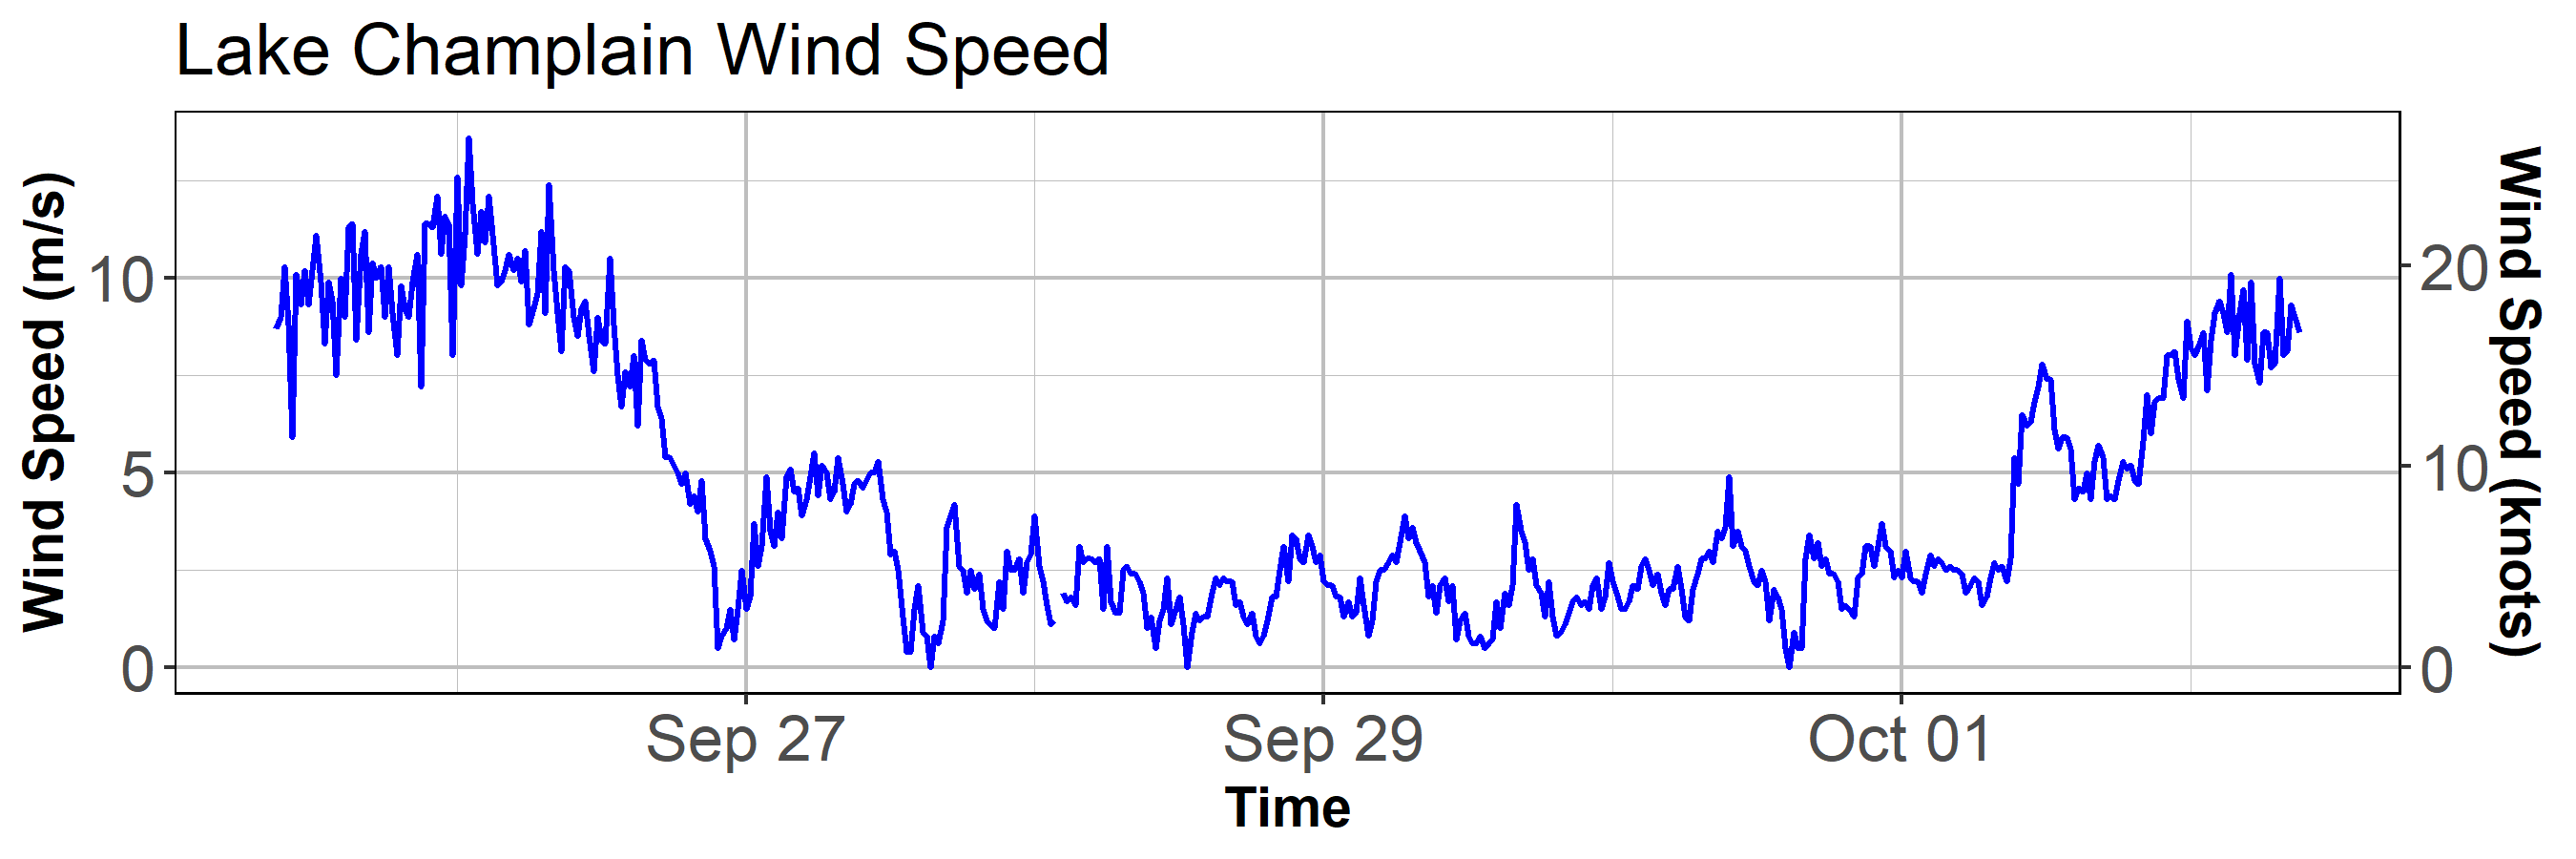 Lake Champlain Wind Speed
Wind Speed (m/s)
10
5
0
20
10
0
Wind Speed (knots)
Sep 27
Sep 29
Oct 01
Time